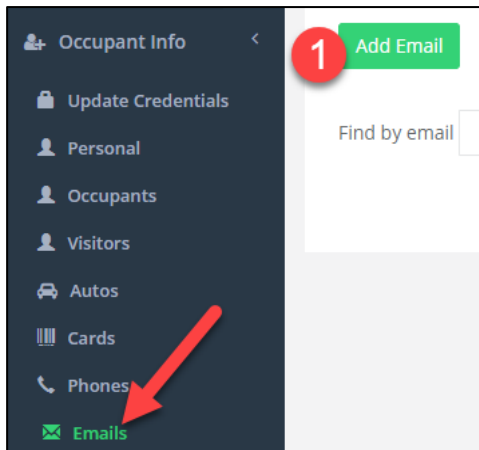 Occupant Info
Update Credentials
Personal
Occupants
Visitors
Autos
Cards
Phones
Emails
1
Add Email
Find by email